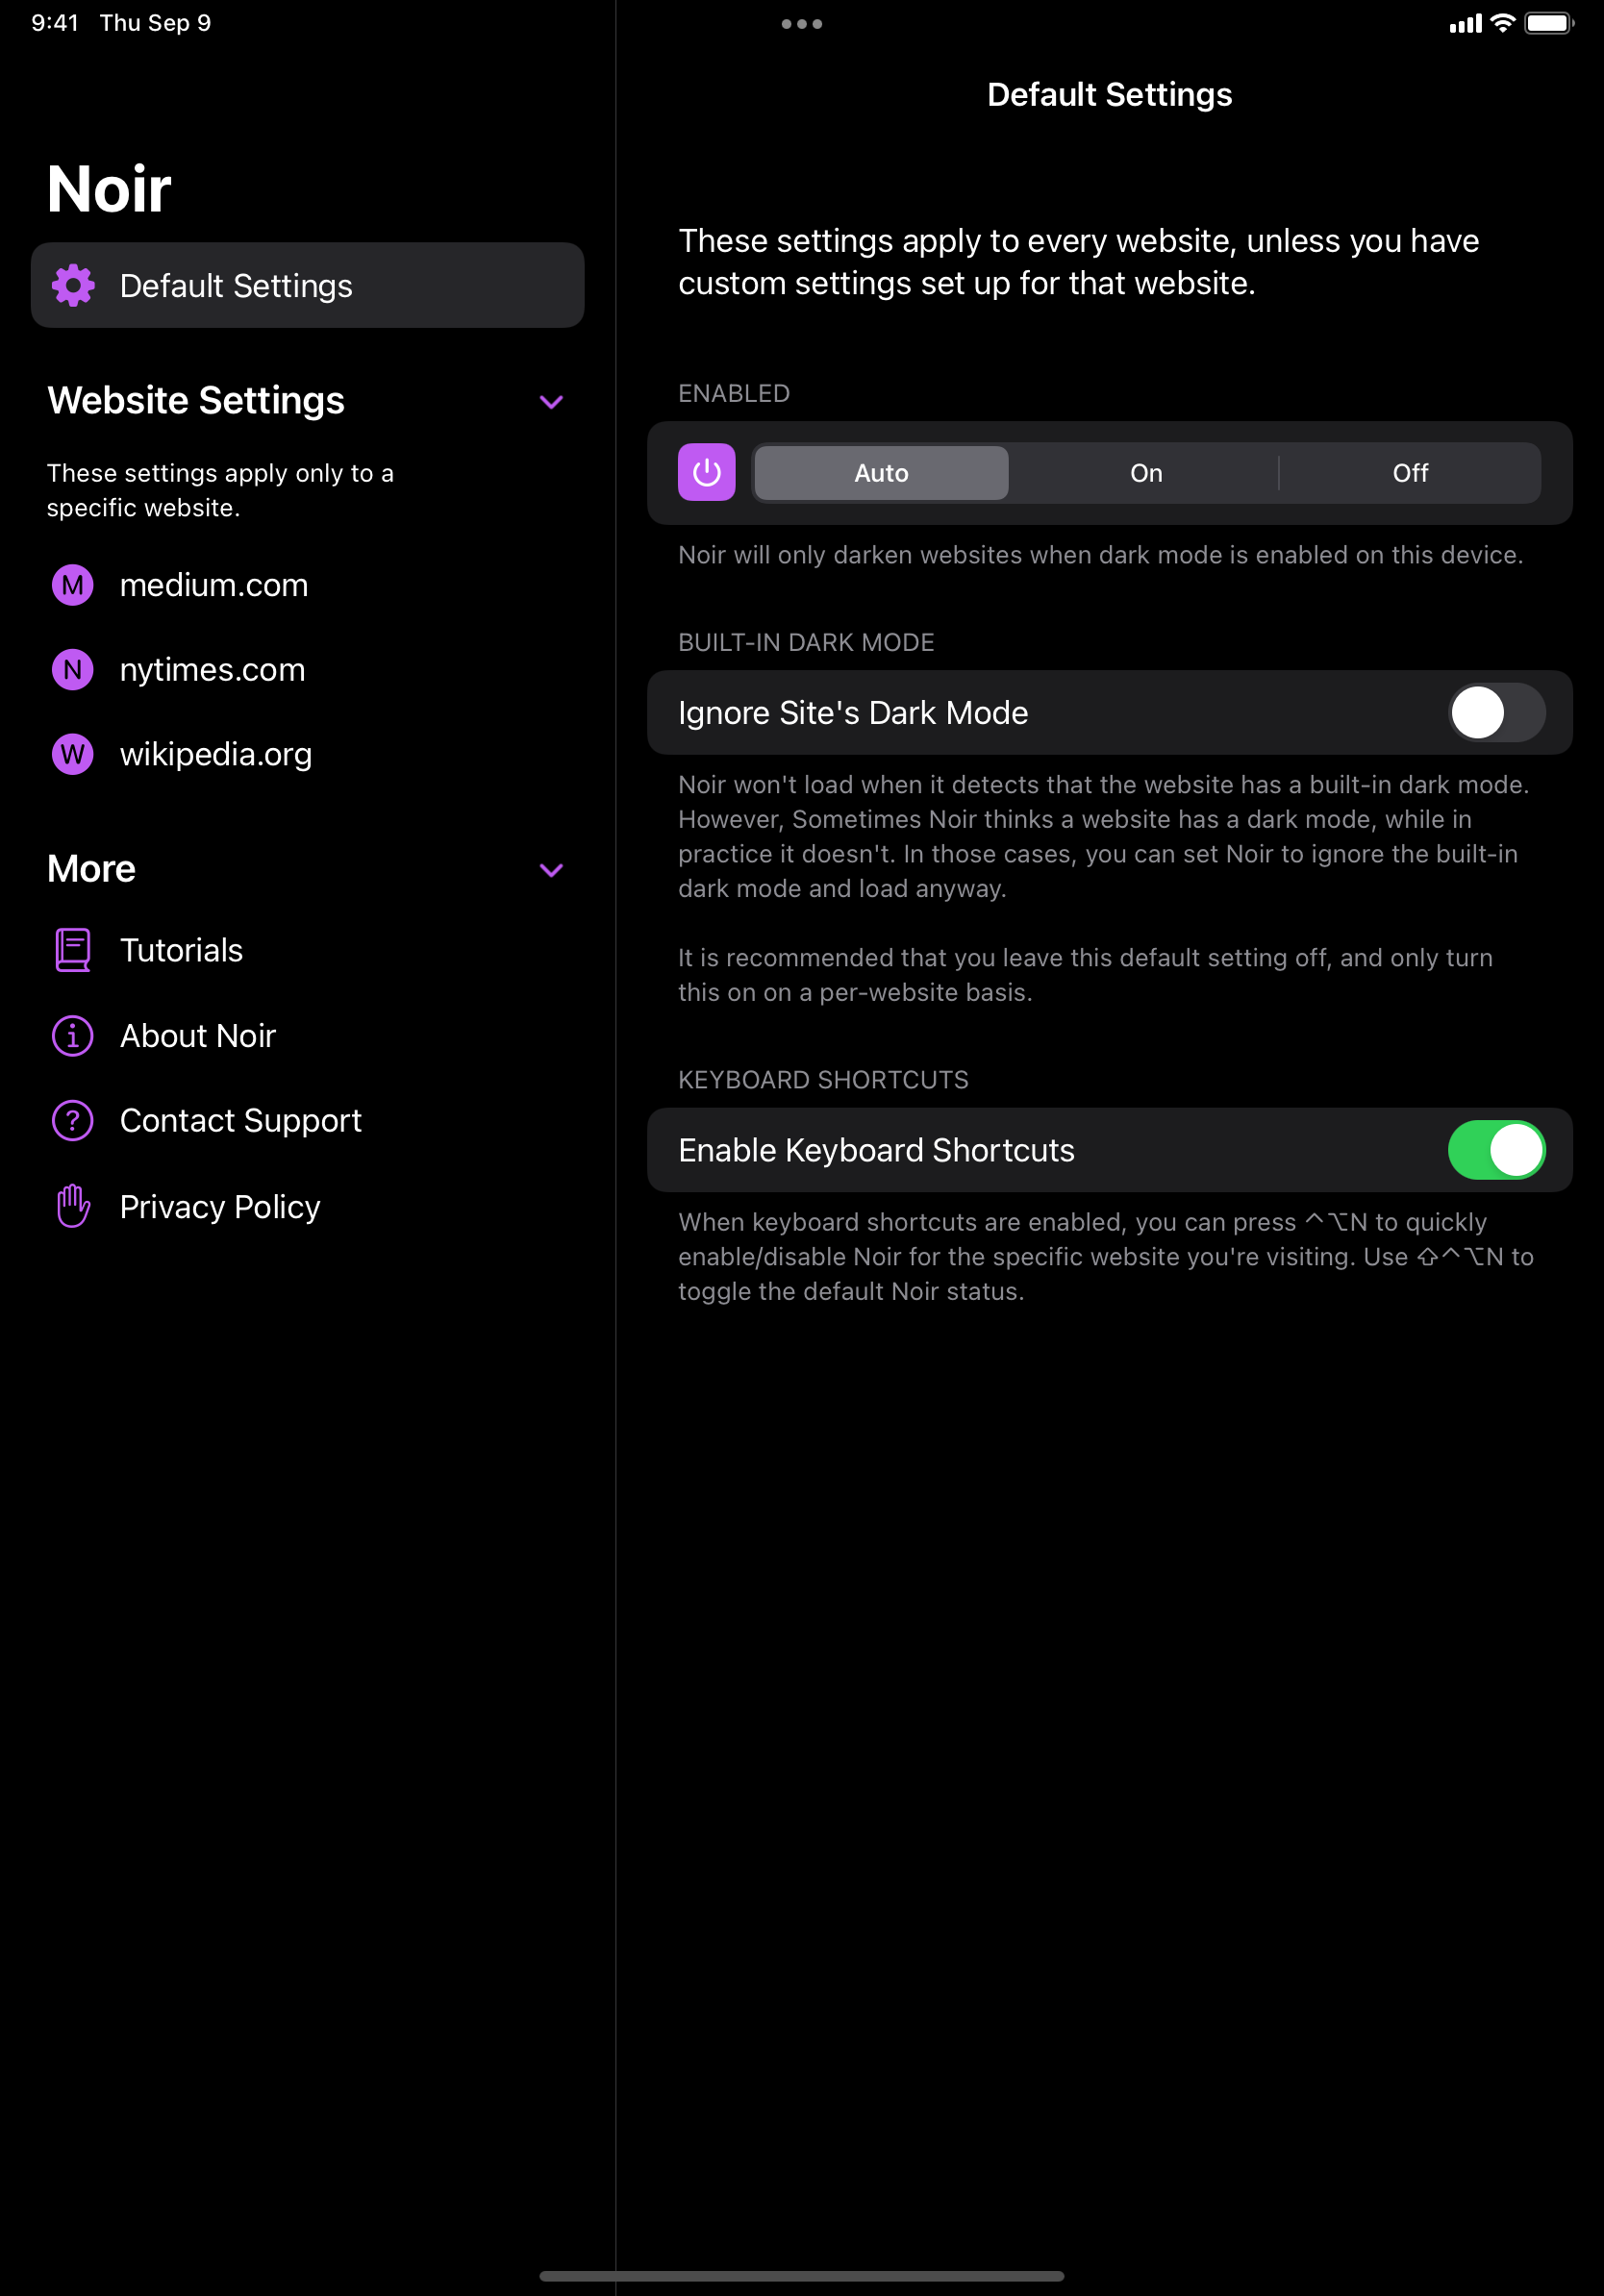 9:41 Thu Sep 9
Noir
Default Settings
Website Settings
These settings apply only to a
specific website.
M medium.com
N nytimes.com
W wikipedia.org
More
Tutorials
About Noir
Contact Support
Privacy Policy
Default Settings
These settings apply to every website, unless you have
custom settings set up for that website.
ENABLED
Auto On Off
Noir will only darken websites when dark mode is enabled on this device.
BUILT-IN DARK MODE
Ignore Site's Dark Mode
Noir won't load when it detects that the website has a built-in dark mode.
However, Sometimes Noir thinks a website has a dark mode, while in
practice it doesn't. In those cases, you can set Noir to ignore the built-in
dark mode and load anyway.
It is recommended that you leave this default setting off, and only turn
this on on a per-website basis.
KEYBOARD SHORTCUTS
Enable Keyboard Shortcuts
When keyboard shortcuts are enabled, you can press ⌃⌥N to quickly
enable/disable Noir for the specific website you're visiting. Use ⇧⌃⌥N to
toggle the default Noir status.